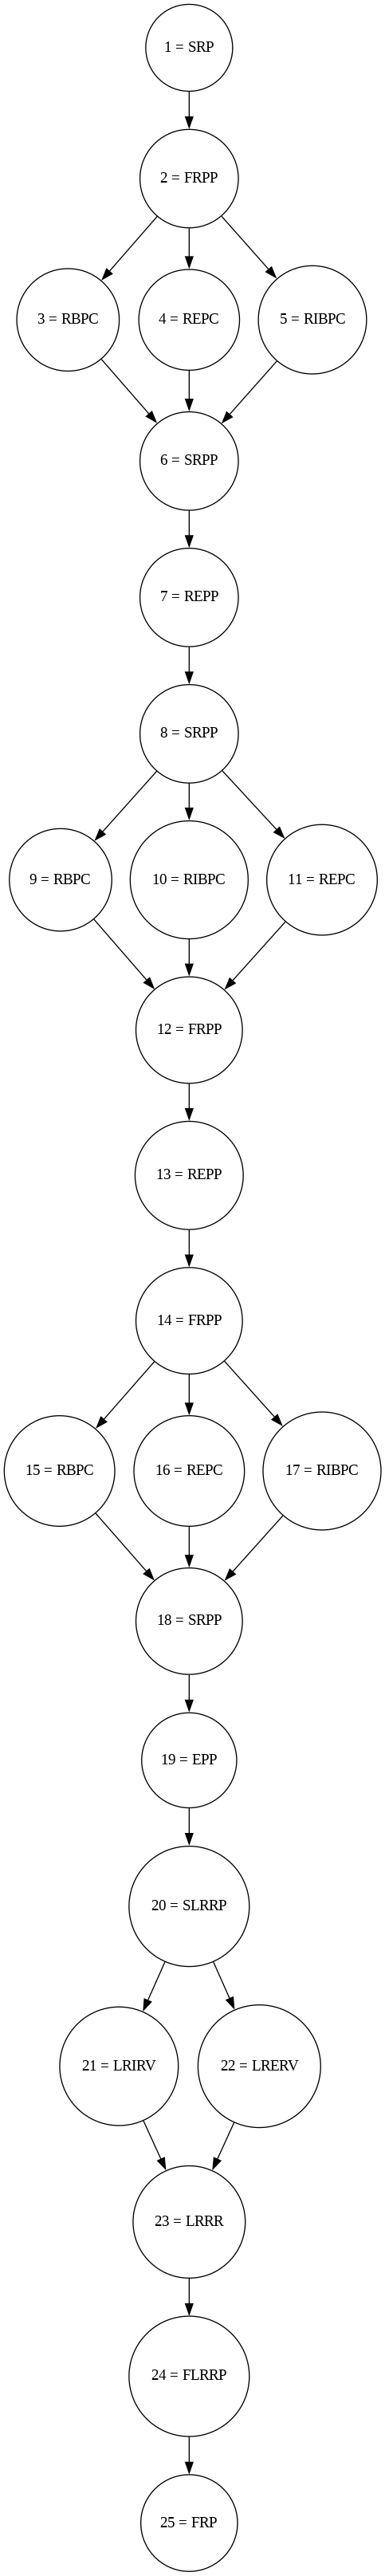 1 = SRP
2 = FRPP
3 = RBPC
4 = REPC
5 = RIBPC
6 = SRPP
7 = REPP
8 = SRPP
9 = RBPC
10 = RIBPC
11 = REPC
12 = FRPP
13 = REPP
14 = FRPP
15 = RBPC
16 = REPC
17 = RIBPC
18 = SRPP
19 = EPP
20 = SLRRP
21 = LRIRV
22 = LRERV
23 = LRRR
24 = FLRRP
25 = FRP